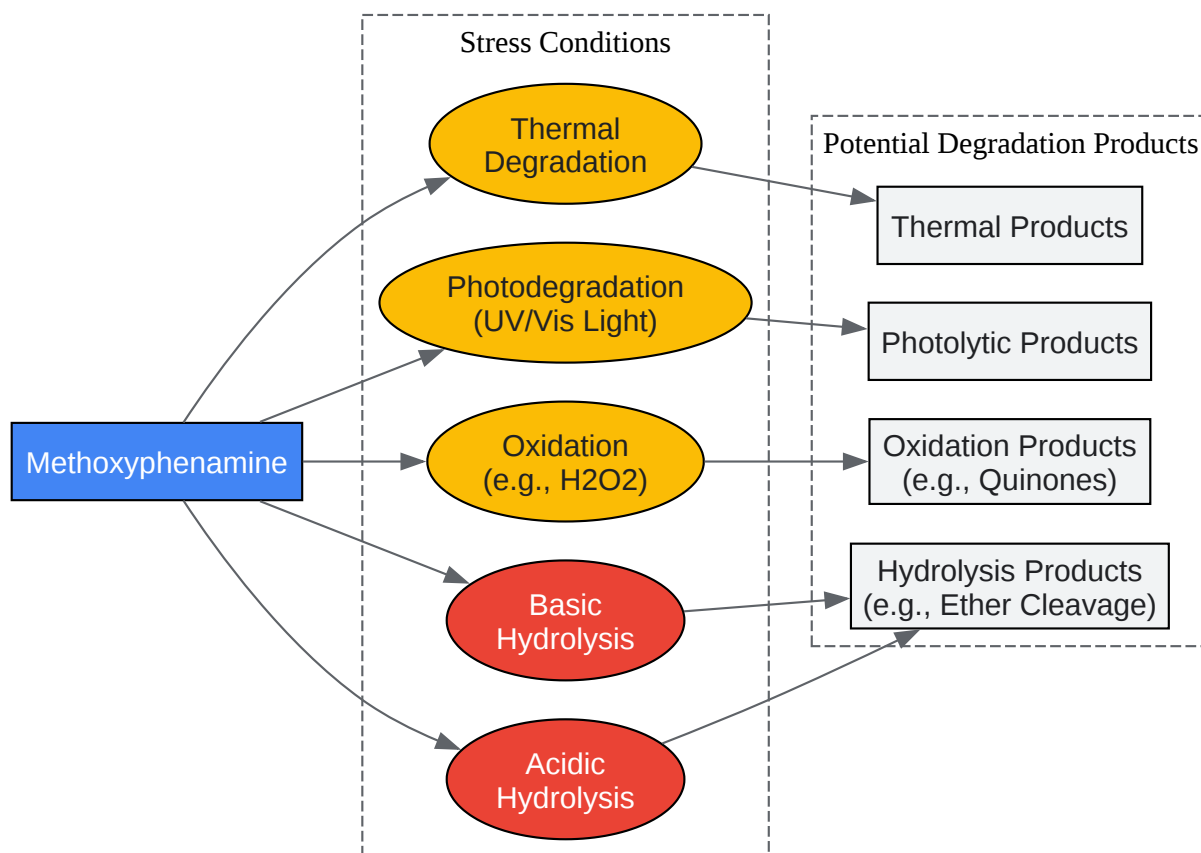 Stress Conditions
Thermal
Degradation
Potential Degradation Products
Thermal Products
Photodegradation
(UV/Vis Light)
Photolytic Products
Methoxyphenamine
Oxidation
(e.g., H2O2)
Oxidation Products
(e.g., Quinones)
Basic
Hydrolysis
Hydrolysis Products
(e.g., Ether Cleavage)
Acidic
Hydrolysis